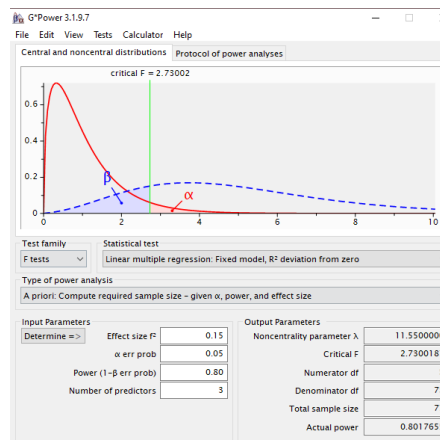 G*Power 3.1.9.7
File Edit View Tests Calculator Help
Central and noncentral distributions Protocol of power analyses
critical F = 2.73002
0.6
0.4
0.2
0
β
α
0 2 4 6 8 10
Test family Statistical test
F tests Linear multiple regression: Fixed model, R² deviation from zero
Type of power analysis
A priori: Compute required sample size - given α, power, and effect size
Input Parameters Output Parameters
Determine => Effect size f² 0.15 Noncentrality parameter λ 11.5500000
α err prob 0.05 Critical F 2.730018
Power (1-β err prob) 0.80 Numerator df
Number of predictors 3 Denominator df 7
Total sample size 7
Actual power 0.801765